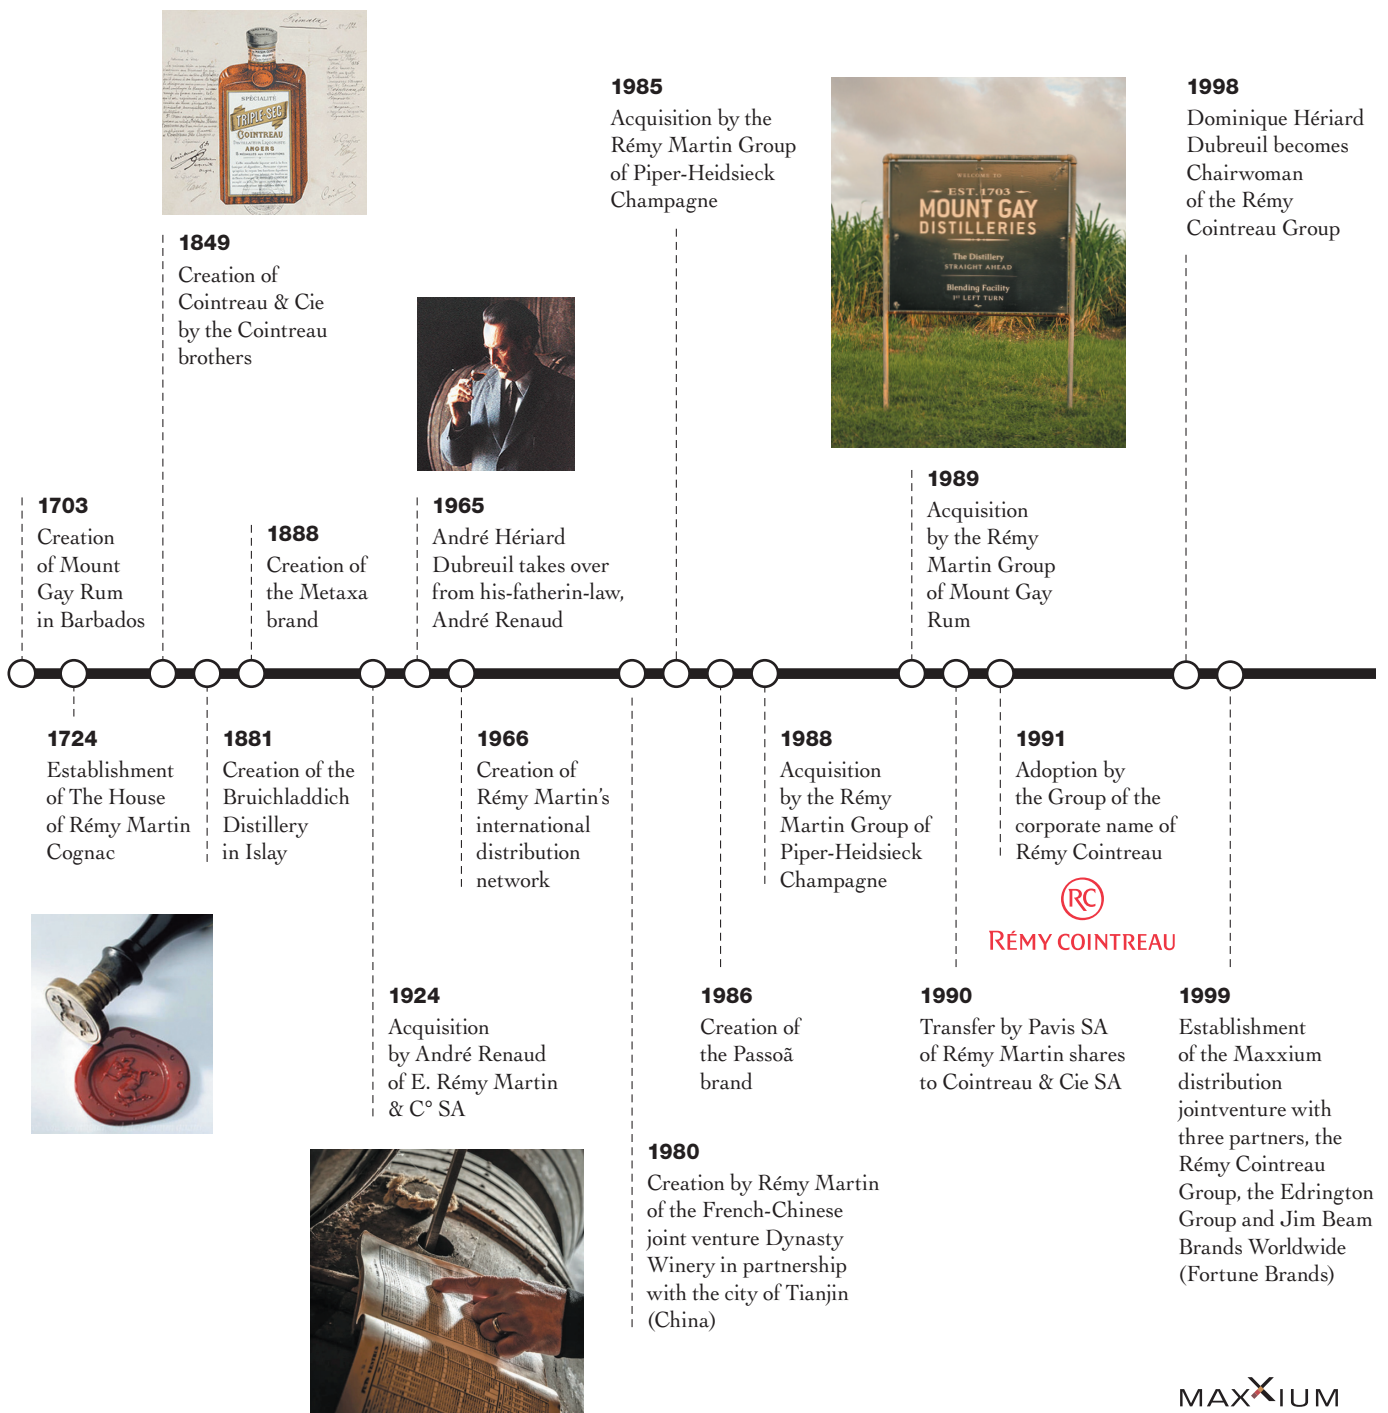 SPÉCIALITÉ
TRIPLE-SEC
COINTREAU
ANGERS
1849
Creation of
Cointreau & Cie
by the Cointreau
brothers
1985
Acquisition by the
Rémy Martin Group
of Piper-Heidsieck
Champagne
WELCOME TO
EST. 1703
MOUNT GAY
DISTILLERIES
The Distillery
STRAIGHT AHEAD
Blending Facility
1ST LEFT TURN
1998
Dominique Hériard
Dubreuil becomes
Chairwoman
of the Rémy
Cointreau Group
1703
Creation
of Mount
Gay Rum
in Barbados
1888
Creation of
the Metaxa
brand
1965
André Hériard
Dubreuil takes over
from his-fatherin-law,
André Renaud
1989
Acquisition
by the Rémy
Martin Group
of Mount Gay
Rum
1724
Establishment
of The House
of Rémy Martin
Cognac
1881
Creation of the
Bruichladdich
Distillery
in Islay
1966
Creation of
Rémy Martin’s
international
distribution
network
1988
Acquisition
by the Rémy
Martin Group of
Piper-Heidsieck
Champagne
1991
Adoption by
the Group of the
corporate name of
Rémy Cointreau
RC
RÉMY COINTREAU
1924
Acquisition
by André Renaud
of E. Rémy Martin
& C° SA
1986
Creation of
the Passoã
brand
1990
Transfer by Pavis SA
of Rémy Martin shares
to Cointreau & Cie SA
1999
Establishment
of the Maxxium
distribution
jointventure with
three partners, the
Rémy Cointreau
Group, the Edrington
Group and Jim Beam
Brands Worldwide
(Fortune Brands)
1980
Creation by Rémy Martin
of the French-Chinese
joint venture Dynasty
Winery in partnership
with the city of Tianjin
(China)
MAXXIUM